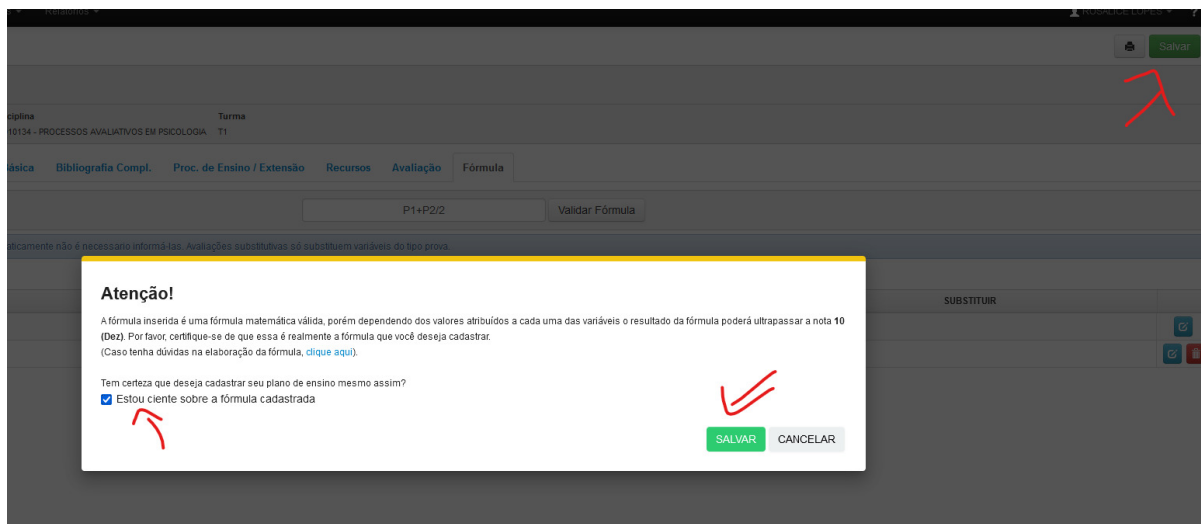 Relatórios
ROSALICE LOPES
?
Salvar
ciplina
Turma
10134 - PROCESSOS AVALIATIVOS EM PSICOLOGIA
T1
Básica
Bibliografia Compl.
Proc. de Ensino / Extensão
Recursos
Avaliação
Fórmula
P1+P2/2
Validar Fórmula
aticamente não é necessario informá-las. Avaliações substitutivas só substituem variáveis do tipo prova.
SUBSTITUIR
Atenção!
A fórmula inserida é uma fórmula matemática válida, porém dependendo dos valores atribuídos a cada uma das variáveis o resultado da fórmula poderá ultrapassar a nota 10
(Dez). Por favor, certifique-se de que essa é realmente a fórmula que você deseja cadastrar.
(Caso tenha dúvidas na elaboração da fórmula, clique aqui).
Tem certeza que deseja cadastrar seu plano de ensino mesmo assim?
Estou ciente sobre a fórmula cadastrada
SALVAR
CANCELAR